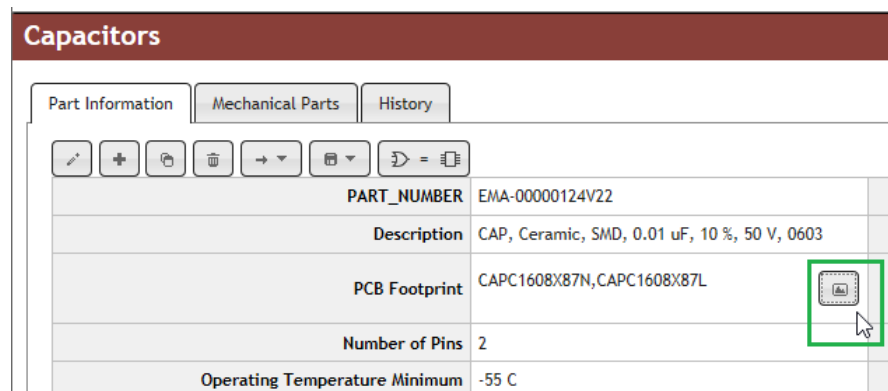 Capacitors
Part Information Mechanical Parts History
=
PART_NUMBER EMA-00000124V22
Description CAP, Ceramic, SMD, 0.01 uF, 10 %, 50 V, 0603
PCB Footprint CAPC1608X87N,CAPC1608X87L
Number of Pins 2
Operating Temperature Minimum -55 C